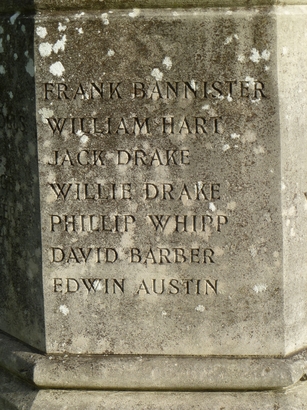 FRANK BANNISTER
WILLIAM HART
JACK DRAKE
WILLIE DRAKE
PHILLIP WHIPP
DAVID BARBER
EDWIN AUSTIN